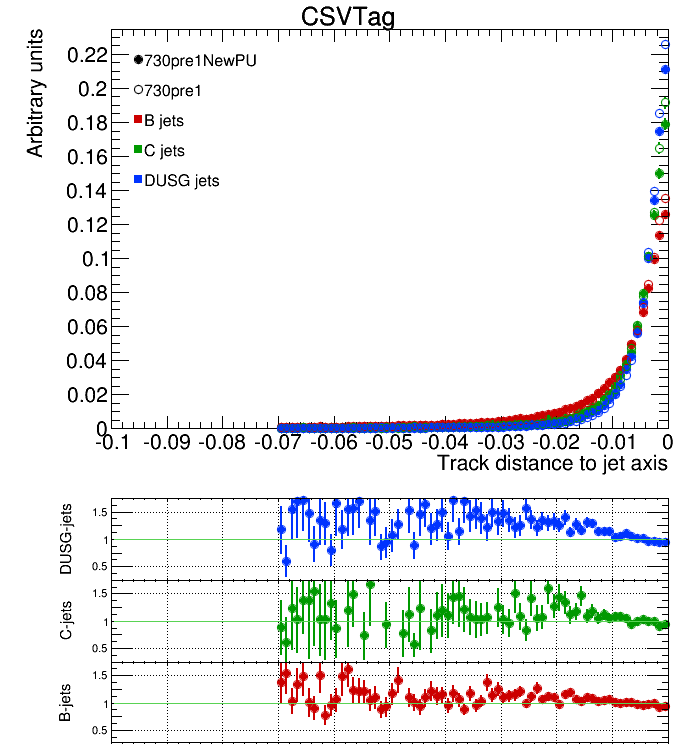 CSVTag
Arbitrary units
0.22
0.2
0.18
0.16
0.14
0.12
0.1
0.08
0.06
0.04
0.02
0
730pre1NewPU
730pre1
B jets
C jets
DUSG jets
-0.1 -0.09 -0.08 -0.07 -0.06 -0.05 -0.04 -0.03 -0.02 -0.01 0
Track distance to jet axis
DUSG-jets
1.5
1
0.5
C-jets
1.5
1
0.5
B-jets
1.5
1
0.5